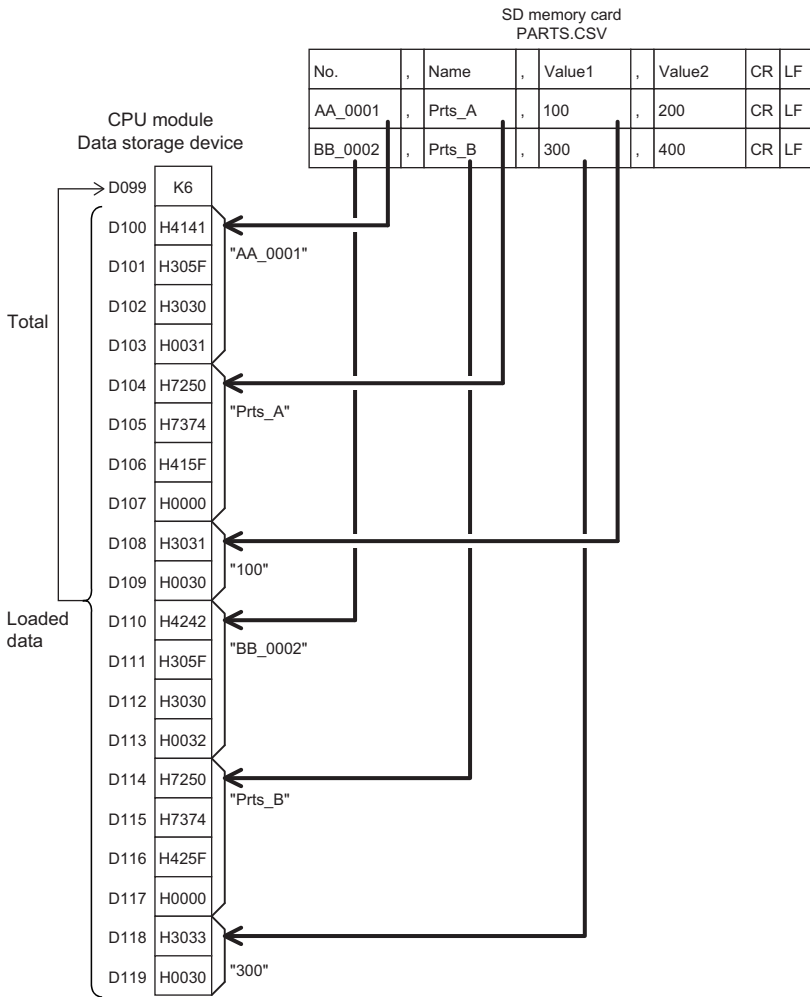 SD memory card
PARTS.CSV
No. , Name , Value1 , Value2 CR LF
AA_0001 , Prts_A , 100 , 200 CR LF
BB_0002 , Prts_B , 300 , 400 CR LF
CPU module
Data storage device
D099 K6
D100 H4141
"AA_0001"
D101 H305F
D102 H3030
Total
D103 H0031
D104 H7250
"Prts_A"
D105 H7374
D106 H415F
D107 H0000
D108 H3031
"100"
D109 H0030
Loaded
data
D110 H4242
"BB_0002"
D111 H305F
D112 H3030
D113 H0032
D114 H7250
"Prts_B"
D115 H7374
D116 H425F
D117 H0000
D118 H3033
"300"
D119 H0030